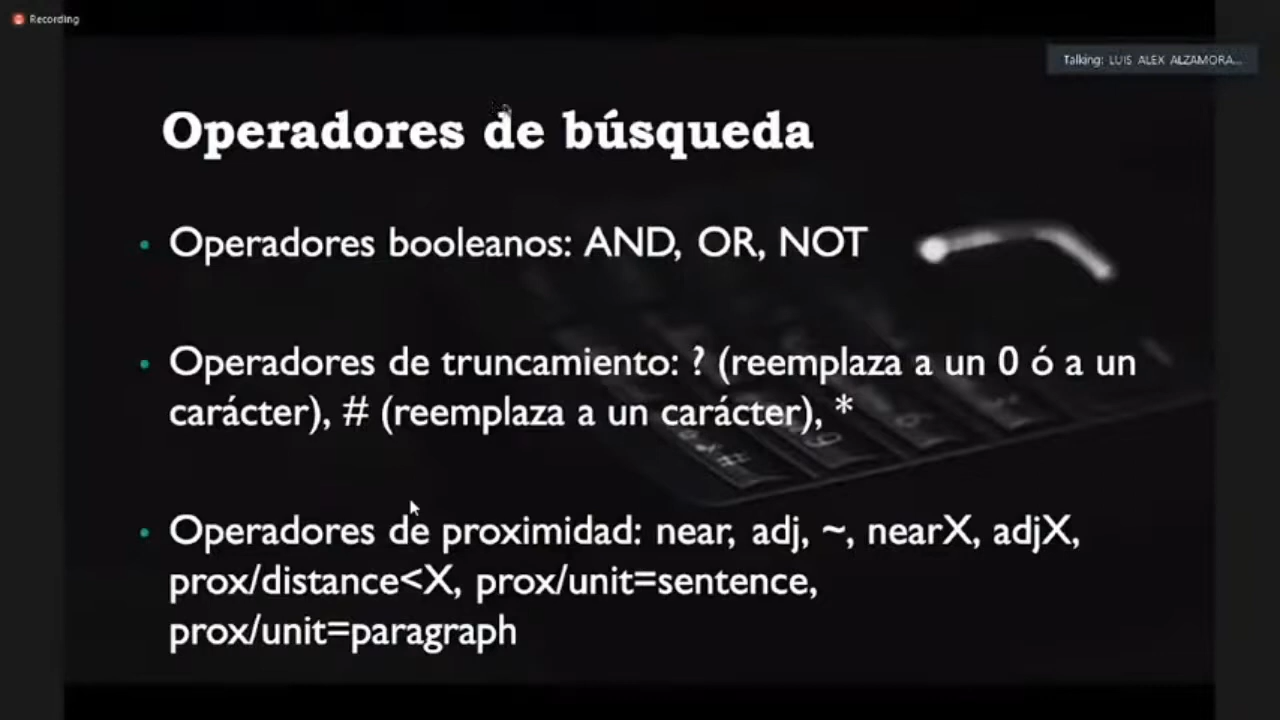 Recording
Talking: LUIS ALEX ALZAMORA...
Operadores de búsqueda
• Operadores booleanos: AND, OR, NOT
• Operadores de truncamiento: ? (reemplaza a un 0 ó a un
carácter), # (reemplaza a un carácter), *
• Operadores de proximidad: near, adj, ~, nearX, adjX,
prox/distance<X, prox/unit=sentence,
prox/unit=paragraph